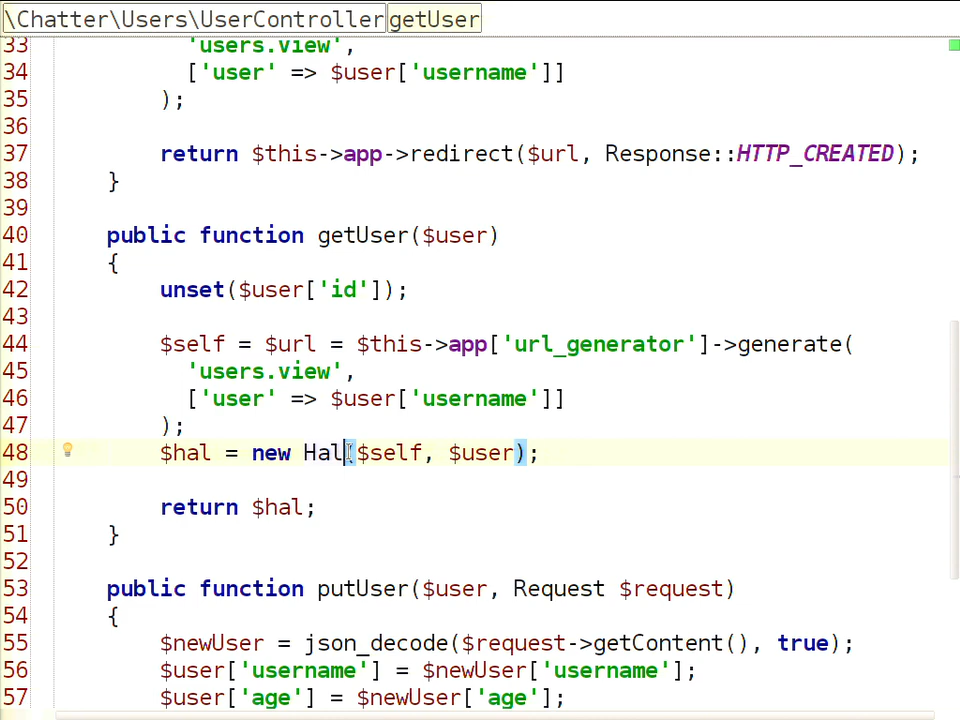 \Chatter\Users\UserController getUser
33 'users.view',
34 ['user' => $user['username']]
35 );
36
37 return $this->app->redirect($url, Response::HTTP_CREATED);
38 }
39
40 public function getUser($user)
41 {
42 unset($user['id']);
43
44 $self = $url = $this->app['url_generator']->generate(
45 'users.view',
46 ['user' => $user['username']]
47 );
48 $hal = new Hal($self, $user);
49
50 return $hal;
51 }
52
53 public function putUser($user, Request $request)
54 {
55 $newUser = json_decode($request->getContent(), true);
56 $user['username'] = $newUser['username'];
57 $user['age'] = $newUser['age'];